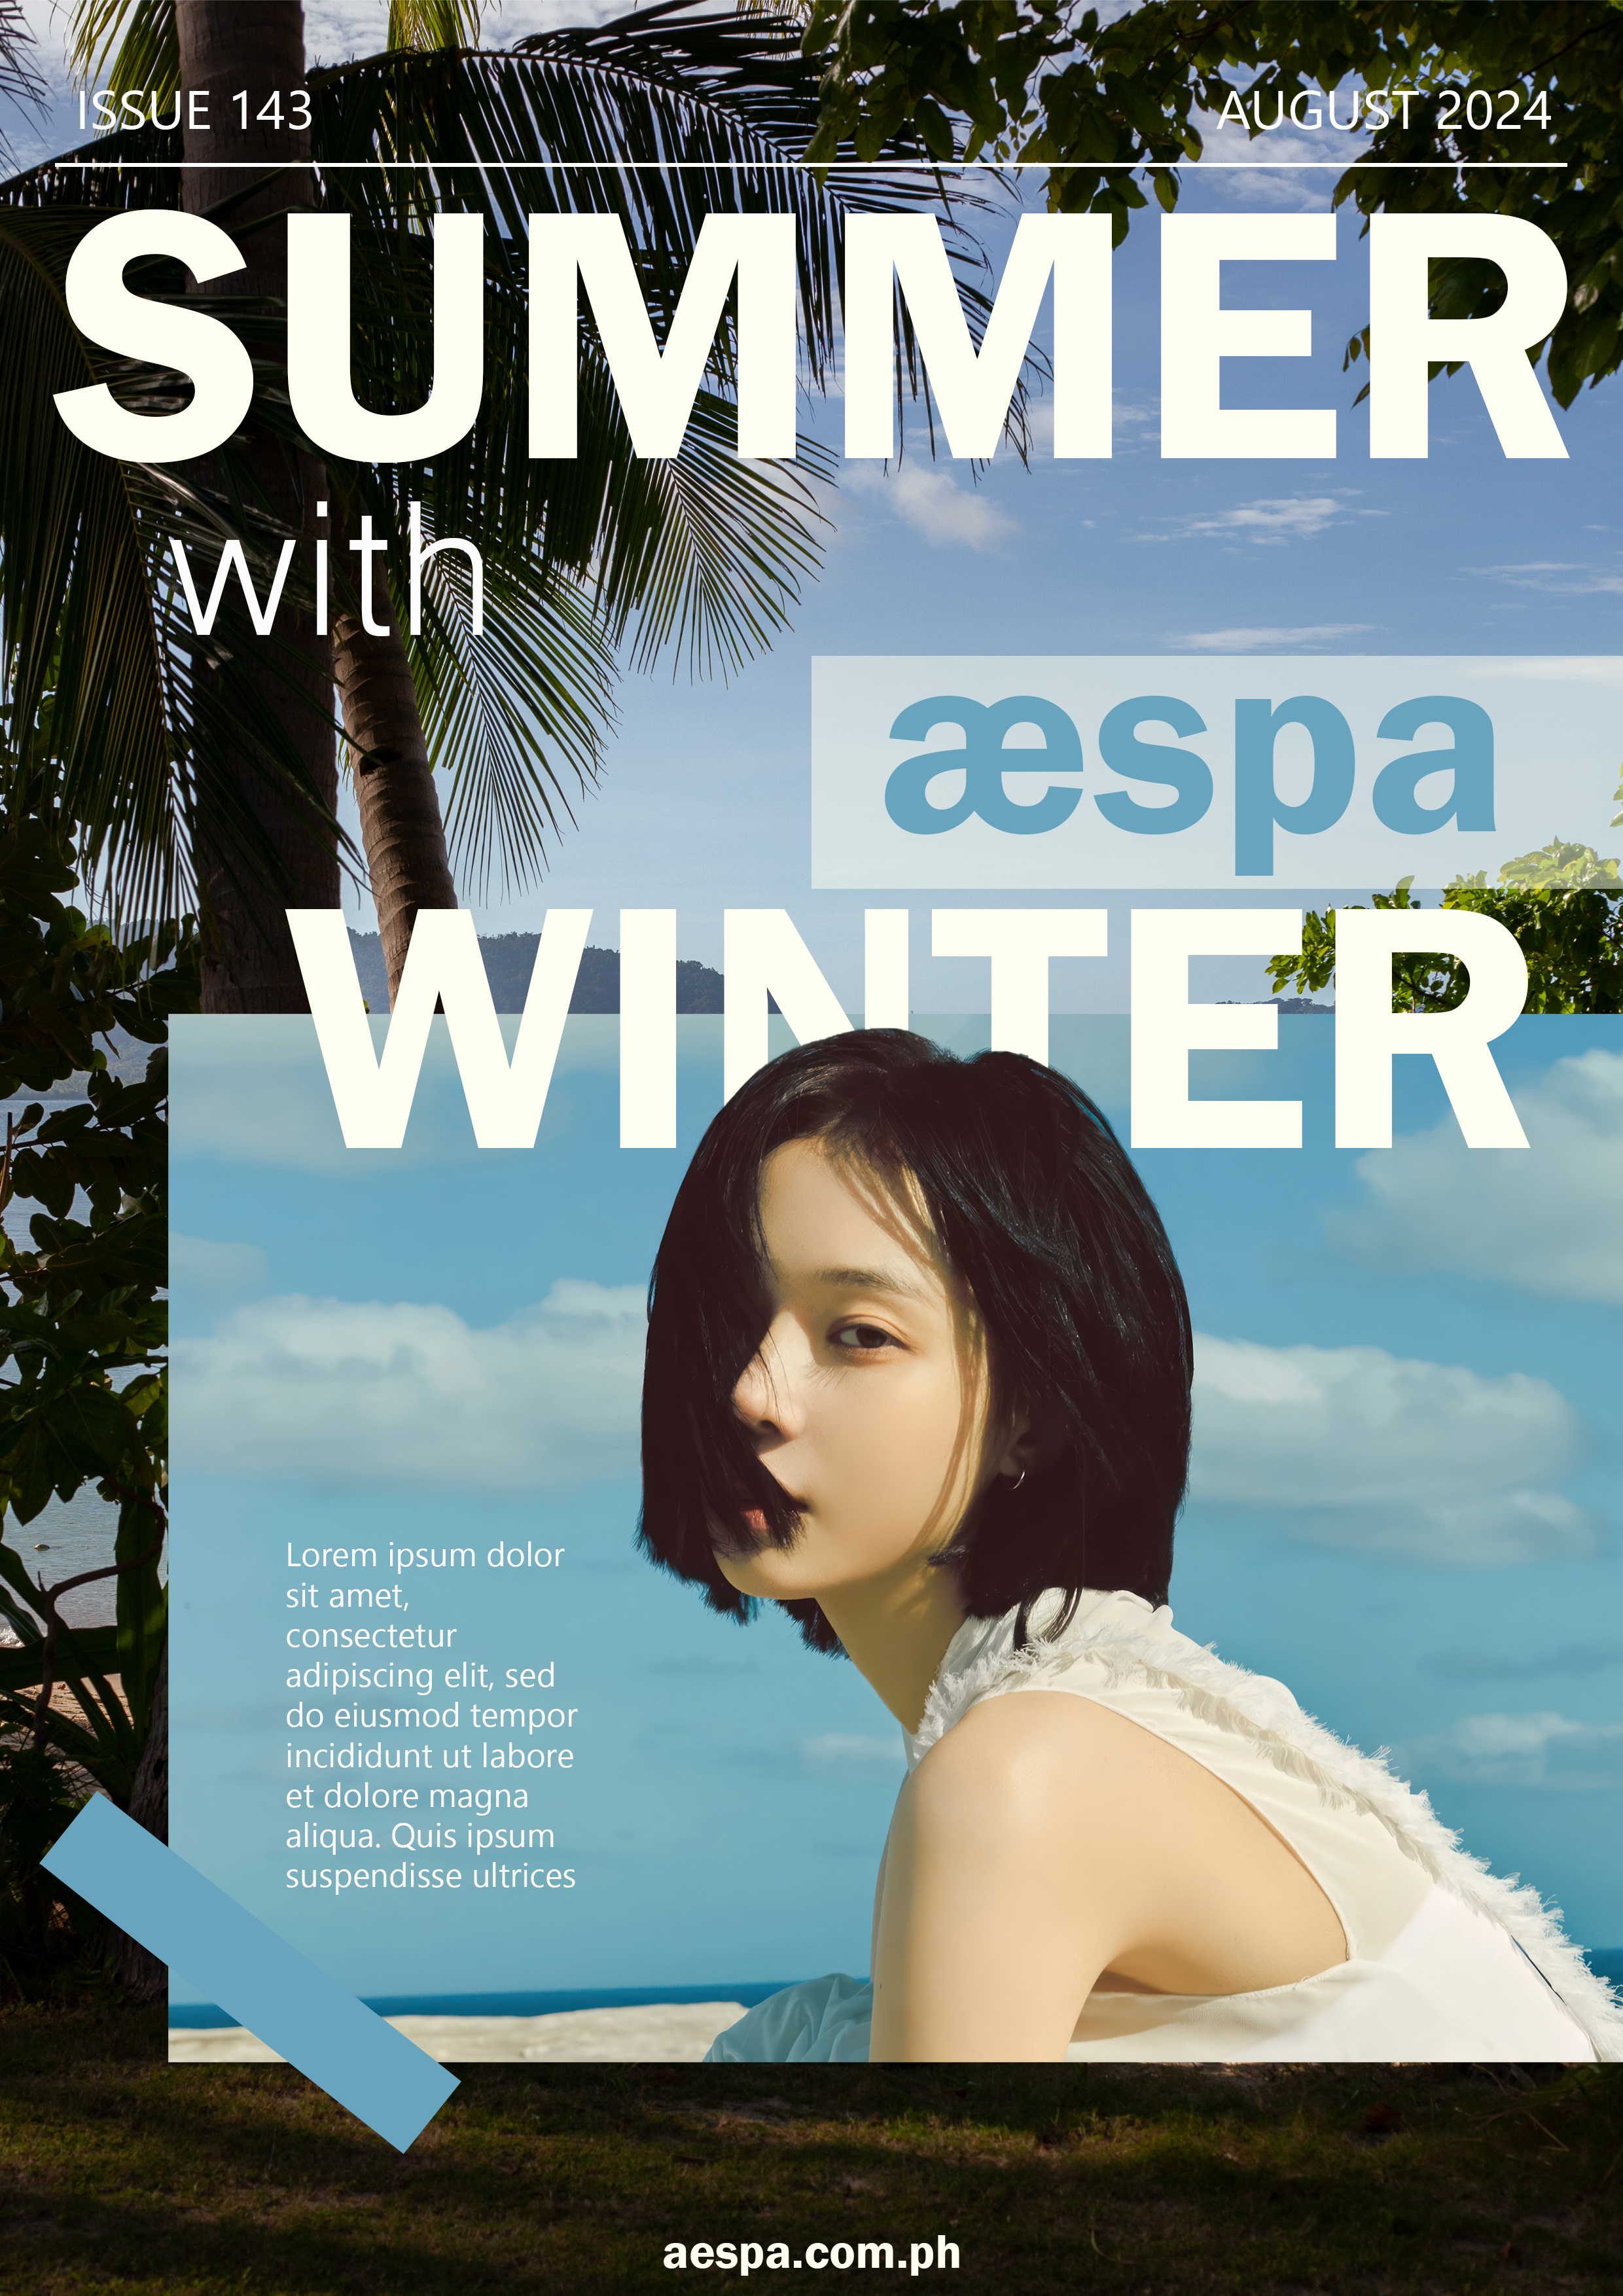 ISSUE 143
AUGUST 2024
SUMMER
with
æspa
WINTER
Lorem ipsum dolor
sit amet,
consectetur
adipiscing elit, sed
do eiusmod tempor
incididunt ut labore
et dolore magna
aliqua. Quis ipsum
suspendisse ultrices
aespa.com.ph